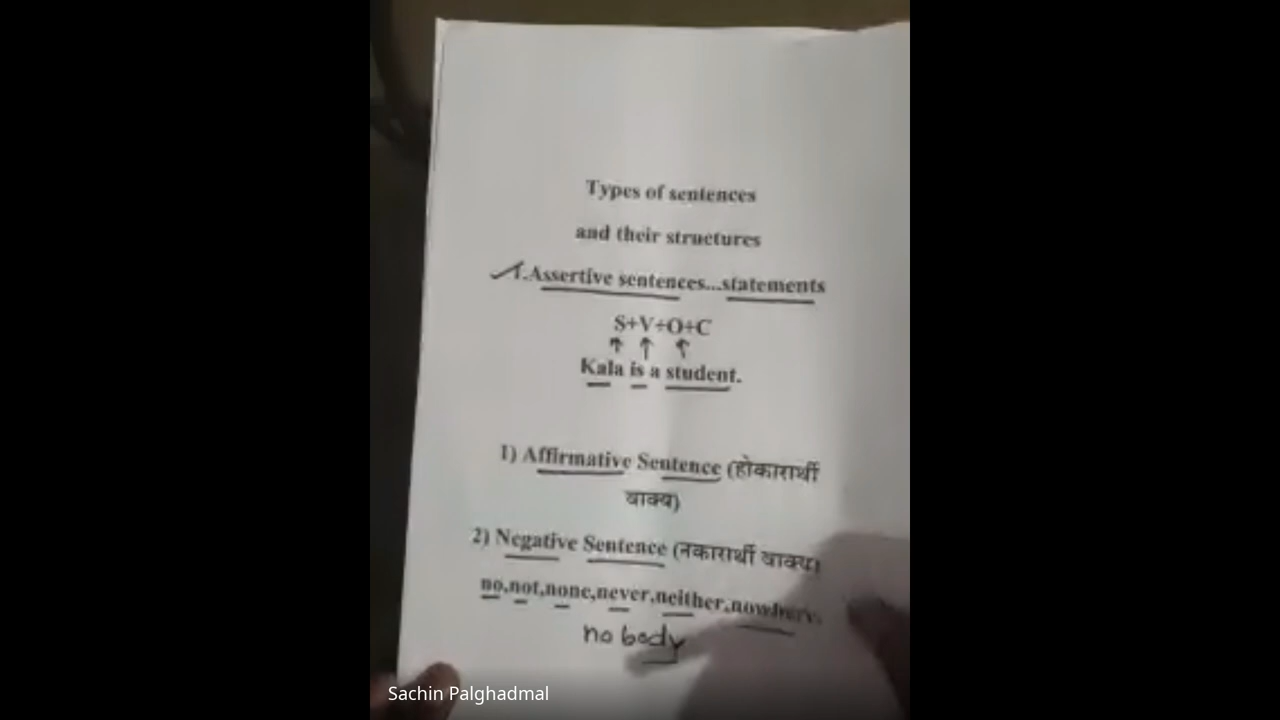 Types of sentences
and their structures
1.Assertive sentences...statements
S+V+O+C
Kala is a student.
1) Affirmative Sentence (होकारार्थी
वाक्य)
2) Negative Sentence (नकारार्थी वाक्य)
no,not,none,never,neither,nowhere.
no body
Sachin Palghadmal